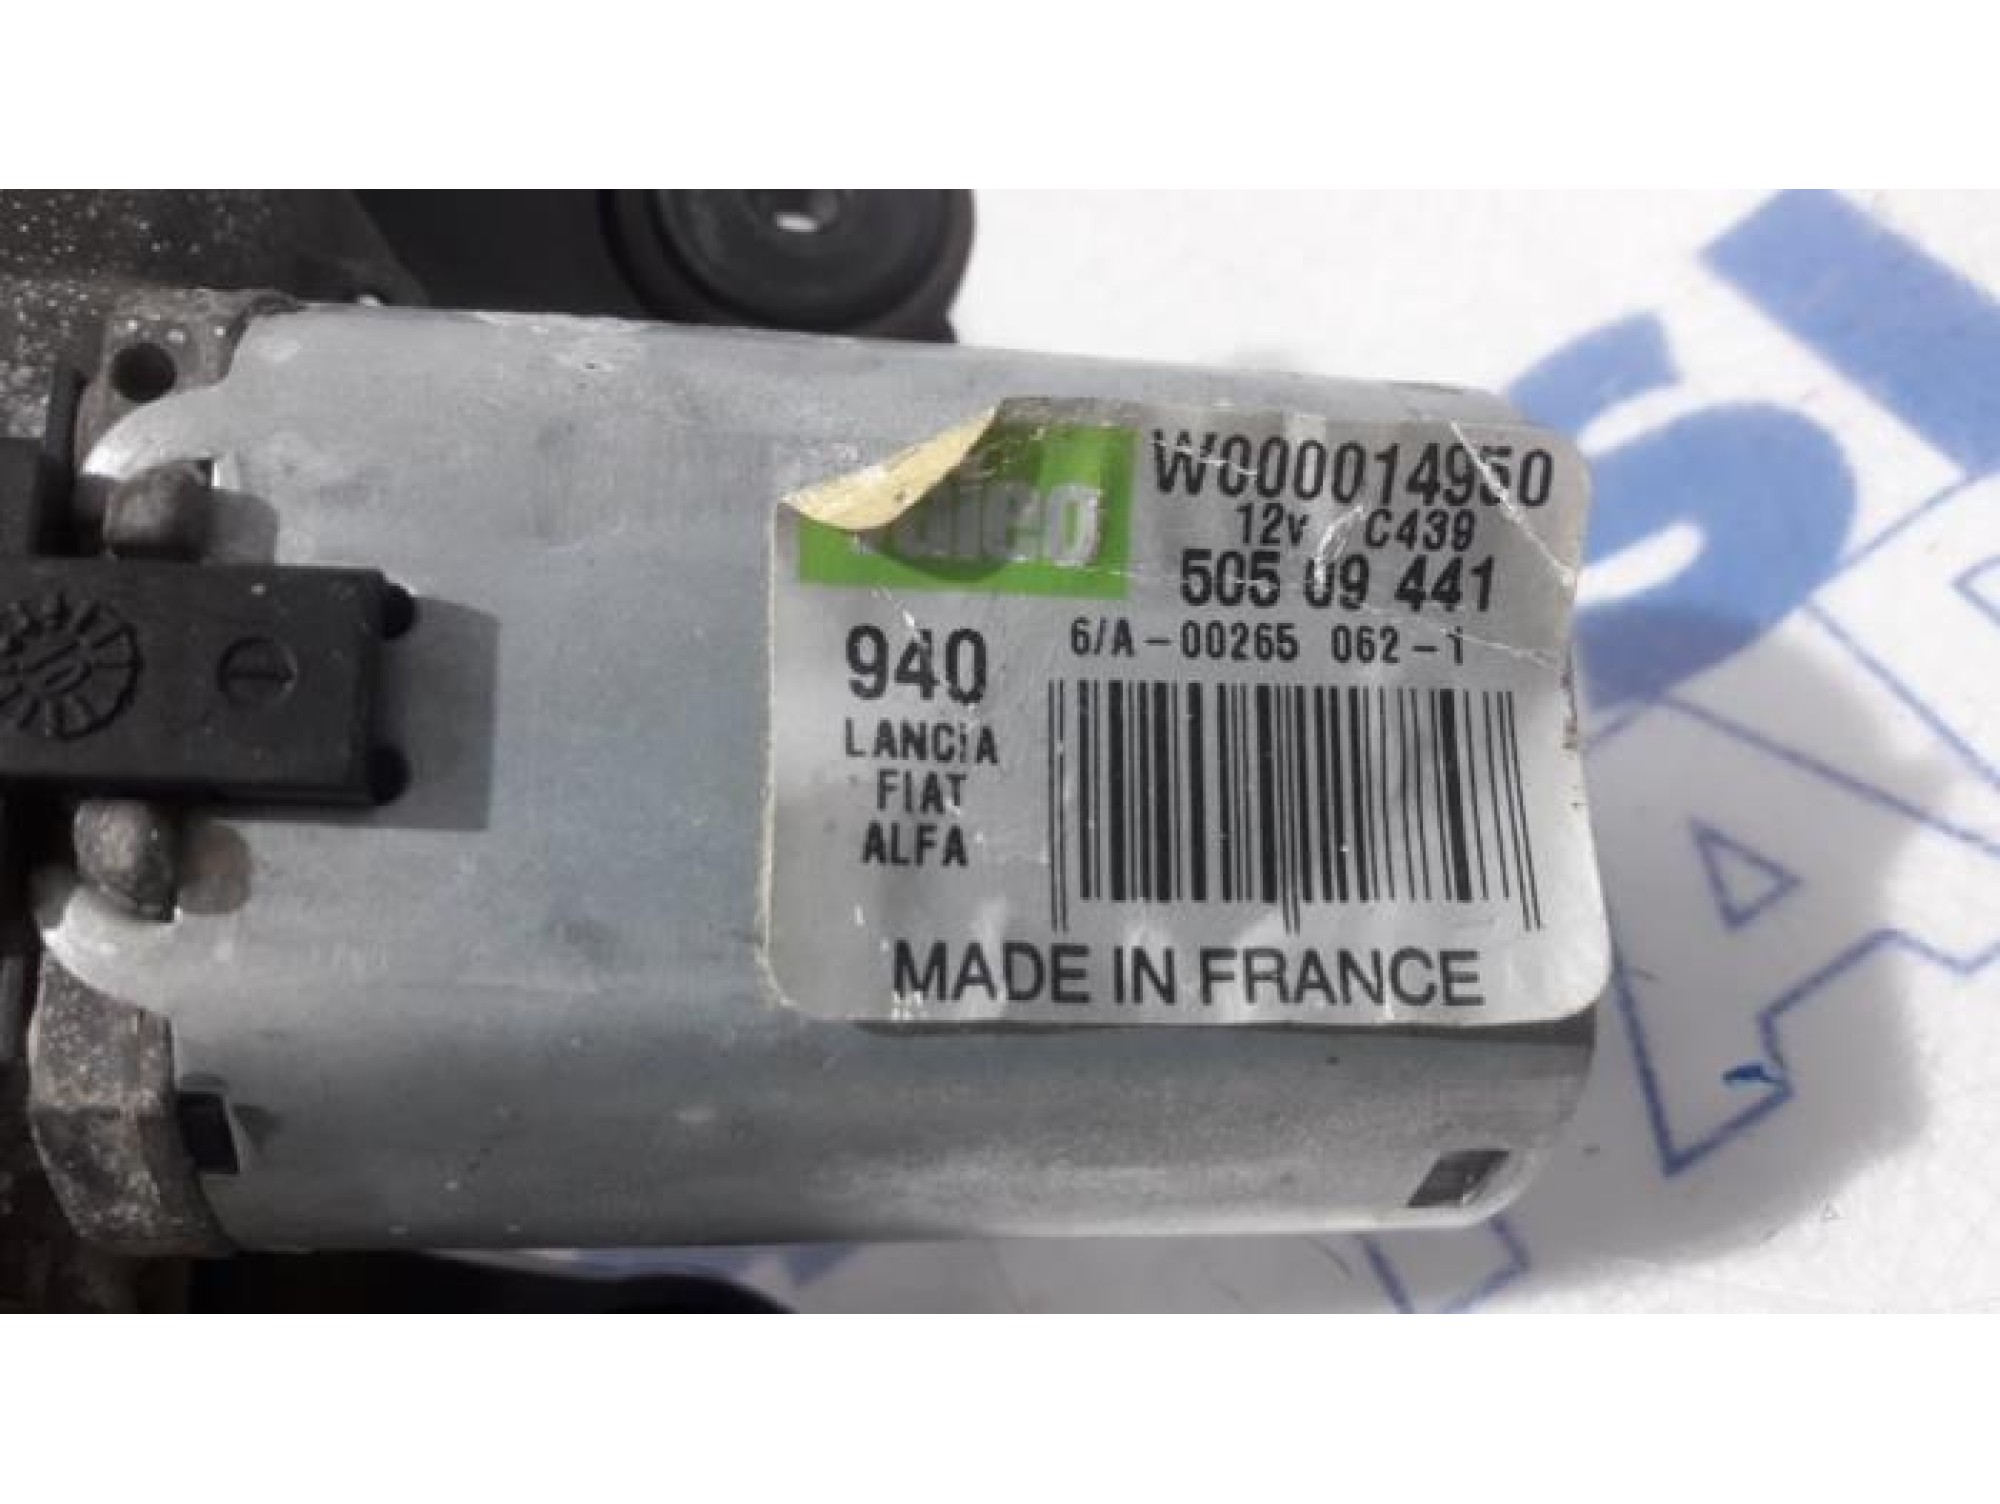 W000014950
12v C439
505 09 441
6/A-00265 062-1
940
LANCIA
FIAT
ALFA
MADE IN FRANCE